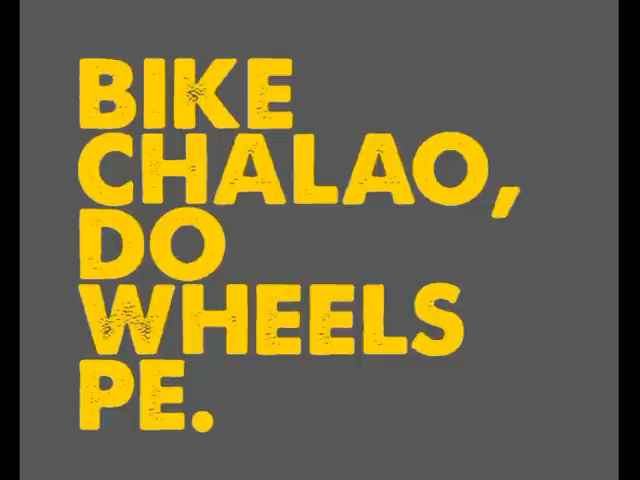 BIKE
CHALAO,
DO
WHEELS
PE.